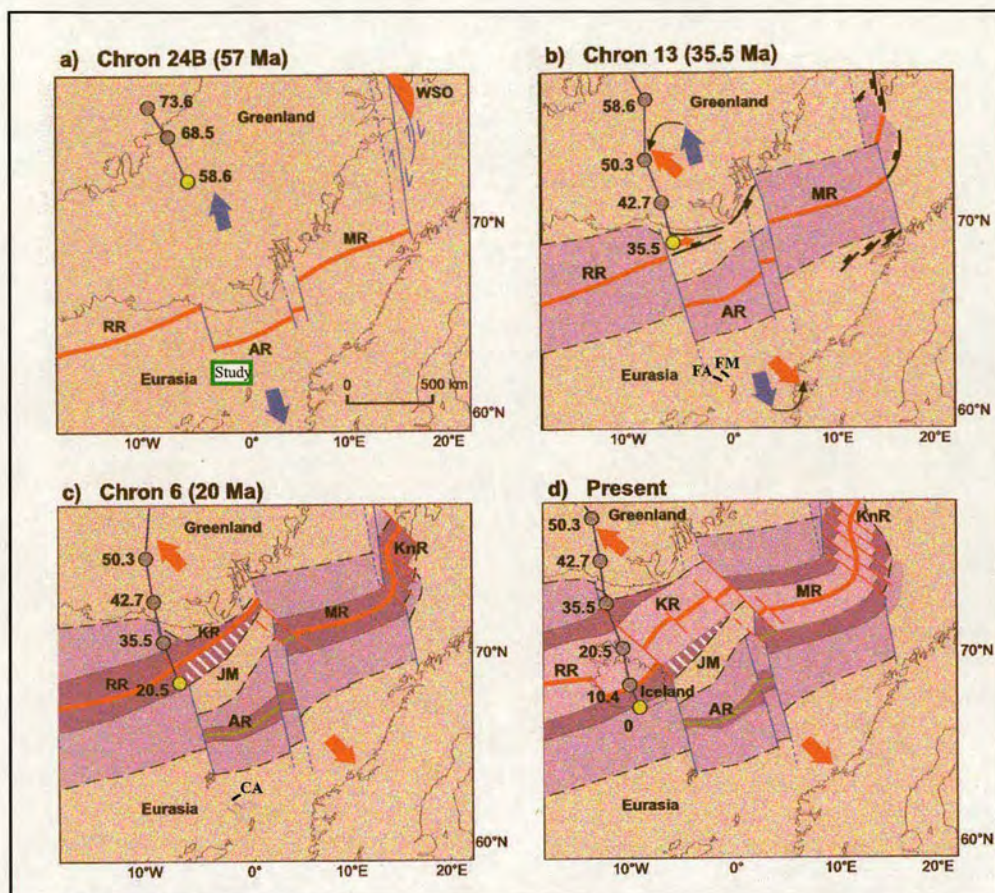 a) Chron 24B (57 Ma)
WSO
73.6
Greenland
68.5
58.6
70°N
MR
RR
AR
Study
Eurasia
0 500 km
60°N
10°W 0° 10°E 20°E
b) Chron 13 (35.5 Ma)
58.6
Greenland
50.3
42.7
MR
70°N
35.5
RR
AR
Eurasia
FA FM
60°N
10°W 0° 10°E 20°E
c) Chron 6 (20 Ma)
Greenland
KnR
50.3
42.7
MR
35.5
KR
70°N
RR
JM
20.5
AR
CA
Eurasia
60°N
10°W 0° 10°E 20°E
d) Present
50.3
Greenland
KnR
42.7
MR
35.5
KR
20.5
70°N
JM
RR
10.4
Iceland
0
AR
Eurasia
60°N
10°W 0° 10°E 20°E